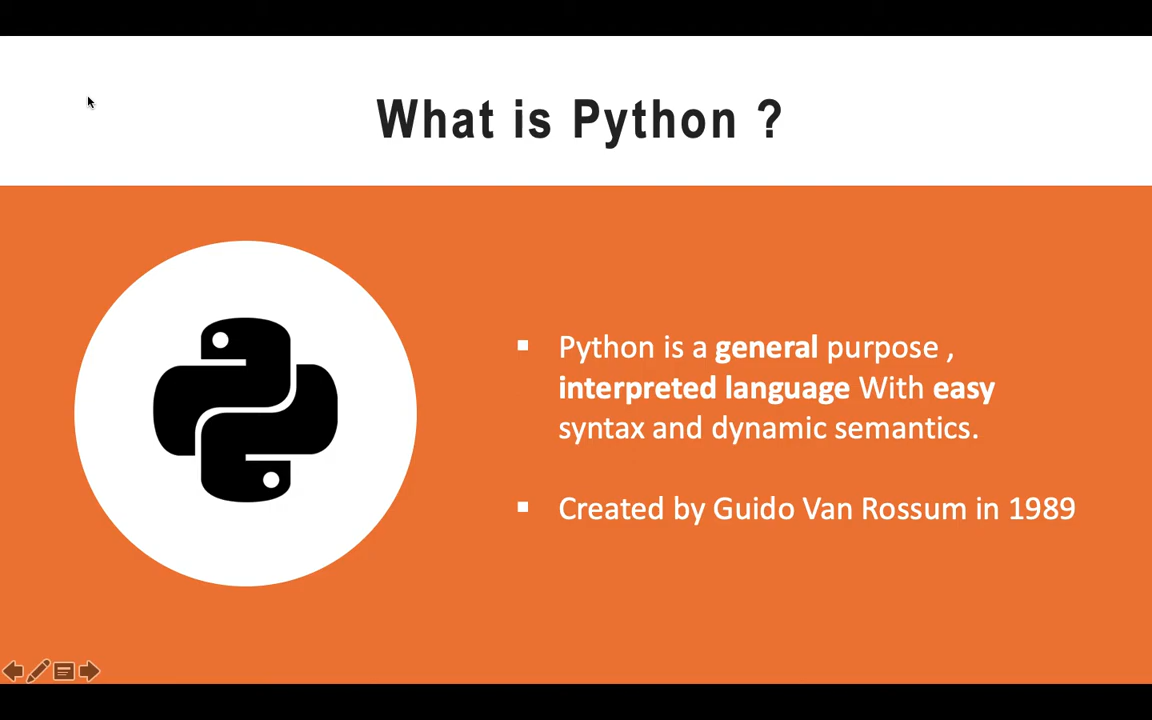 What is Python ?
Python is a general purpose ,
interpreted language With easy
syntax and dynamic semantics.
Created by Guido Van Rossum in 1989